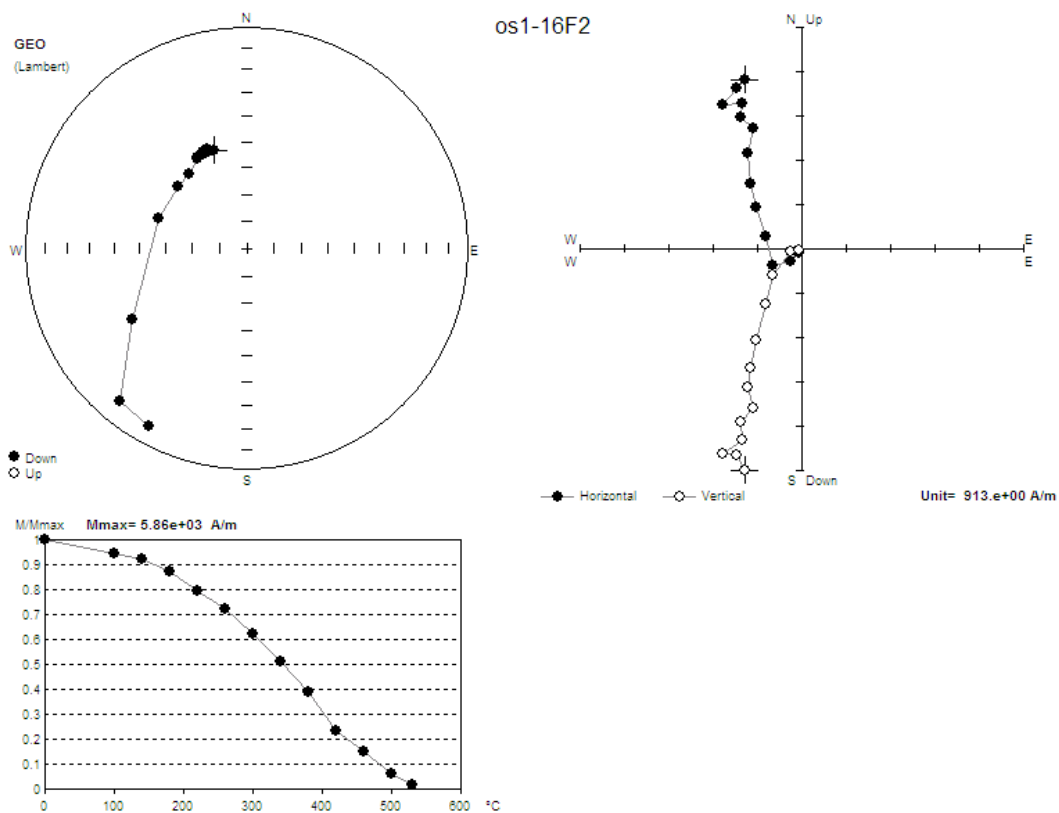 os1-16F2
GEO
(Lambert)
N
W
E
S
Down
Up
N Up
W
W
E
E
S Down
Horizontal
Vertical
Unit= 913.e+00 A/m
M/Mmax Mmax= 5.86e+03 A/m
1
0.9
0.8
0.7
0.6
0.5
0.4
0.3
0.2
0.1
0
0 100 200 300 400 500 600 °C